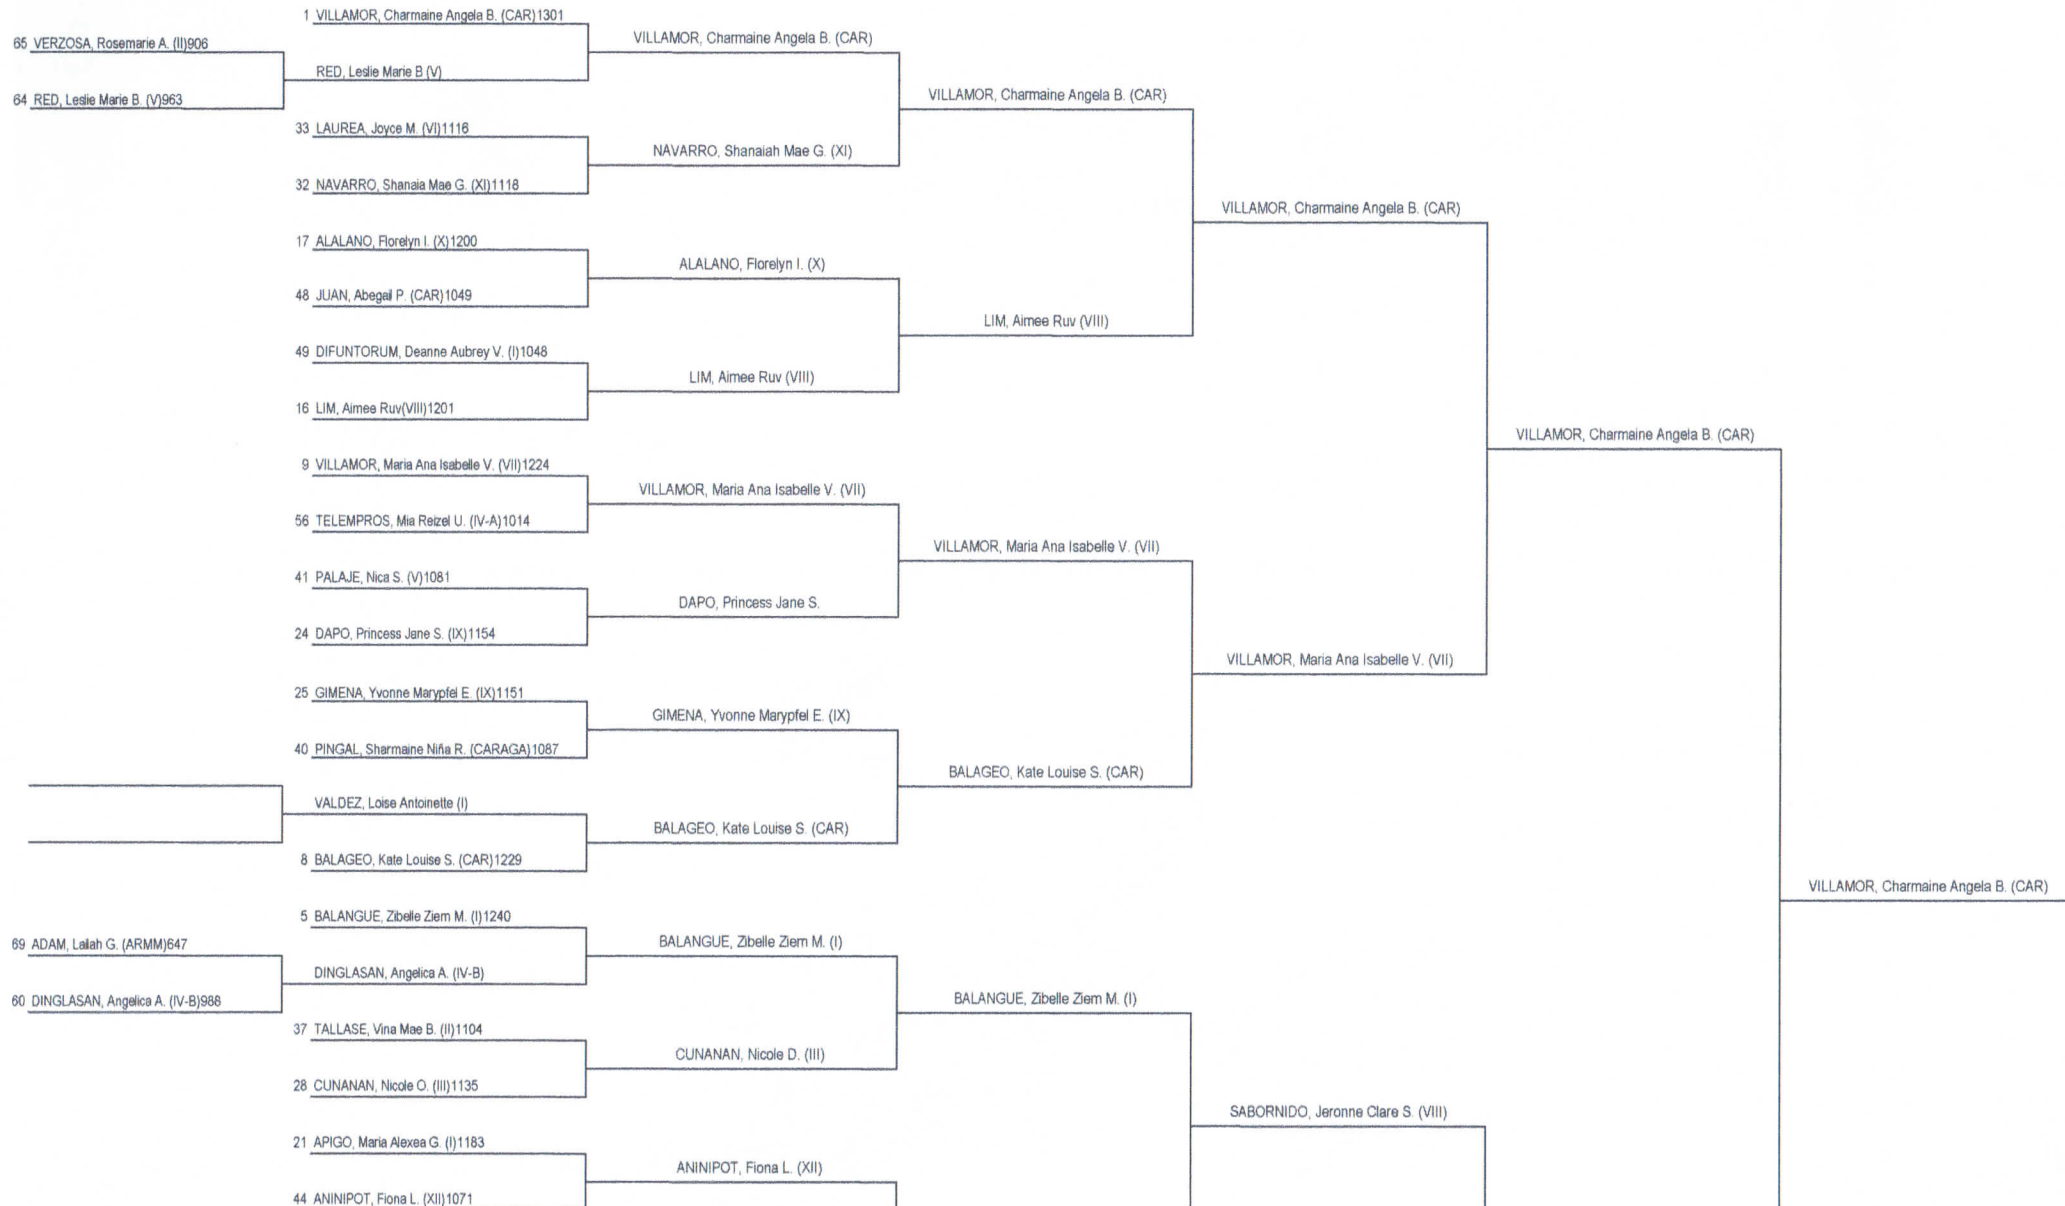 1 VILLAMOR, Charmaine Angela B. (CAR)1301
VILLAMOR, Charmaine Angela B. (CAR)
65 VERZOSA, Rosemarie A. (II)906
RED, Leslie Marie B (V)
64 RED, Leslie Marie B. (V)963
VILLAMOR, Charmaine Angela B. (CAR)
33 LAUREA, Joyce M. (VI)1116
NAVARRO, Shanaiah Mae G. (XI)
32 NAVARRO, Shanaia Mae G. (XI)1118
VILLAMOR, Charmaine Angela B. (CAR)
17 ALALANO, Florelyn I. (X)1200
ALALANO, Florelyn I. (X)
48 JUAN, Abegail P. (CAR)1049
LIM, Aimee Ruv (VIII)
49 DIFUNTORUM, Deanne Aubrey V. (I)1048
LIM, Aimee Ruv (VIII)
16 LIM, Aimee Ruv(VIII)1201
VILLAMOR, Charmaine Angela B. (CAR)
9 VILLAMOR, Maria Ana Isabelle V. (VII)1224
VILLAMOR, Maria Ana Isabelle V. (VII)
56 TELEMPROS, Mia Reizel U. (IV-A)1014
VILLAMOR, Maria Ana Isabelle V. (VII)
41 PALAJE, Nica S. (V)1081
DAPO, Princess Jane S.
24 DAPO, Princess Jane S. (IX)1154
VILLAMOR, Maria Ana Isabelle V. (VII)
25 GIMENA, Yvonne Marypfel E. (IX)1151
GIMENA, Yvonne Marypfel E. (IX)
40 PINGAL, Sharmaine Niña R. (CARAGA)1087
BALAGEO, Kate Louise S. (CAR)
VALDEZ, Loise Antoinette (I)
BALAGEO, Kate Louise S. (CAR)
8 BALAGEO, Kate Louise S. (CAR)1229
VILLAMOR, Charmaine Angela B. (CAR)
5 BALANGUE, Zibelle Ziem M. (I)1240
69 ADAM, Lailah G. (ARMM)647
BALANGUE, Zibelle Ziem M. (I)
DINGLASAN, Angelica A. (IV-B)
60 DINGLASAN, Angelica A. (IV-B)988
BALANGUE, Zibelle Ziem M. (I)
37 TALLASE, Vina Mae B. (II)1104
CUNANAN, Nicole D. (III)
28 CUNANAN, Nicole O. (III)1135
SABORNIDO, Jeronne Clare S. (VIII)
21 APIGO, Maria Alexea G. (I)1183
ANINIPOT, Fiona L. (XII)
44 ANINIPOT, Fiona L. (XII)1071